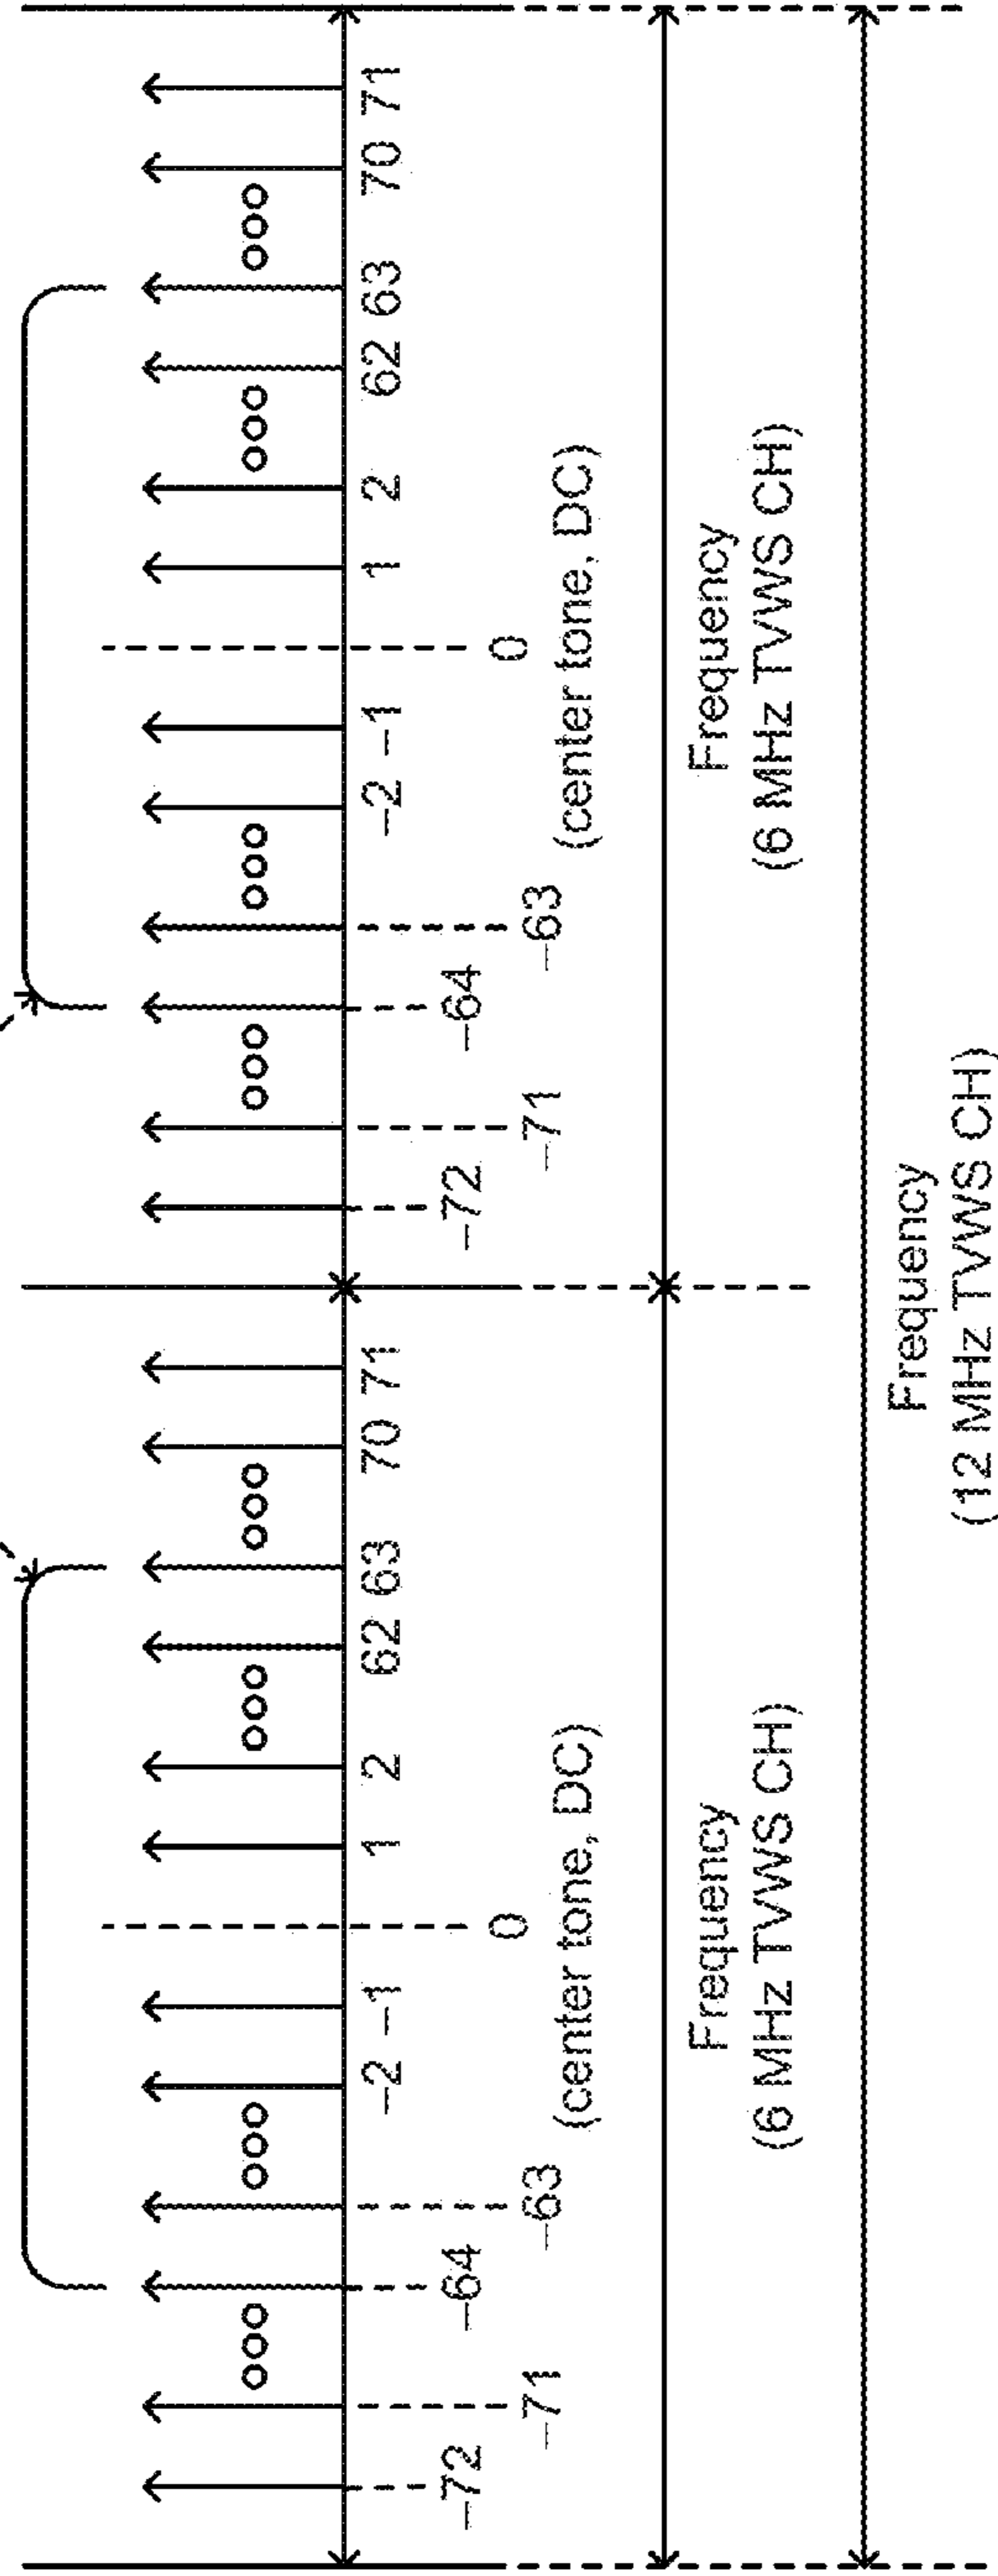 -72
-71
-64
-63
-2 -1
0
(center tone, DC)
1
2
62 63
70 71
-72
-71
-64
-63
-2 -1
0
(center tone, DC)
1
2
62 63
70 71
Frequency
(6 MHz TVWS CH)
Frequency
(6 MHz TVWS CH)
Frequency
(12 MHz TVWS CH)